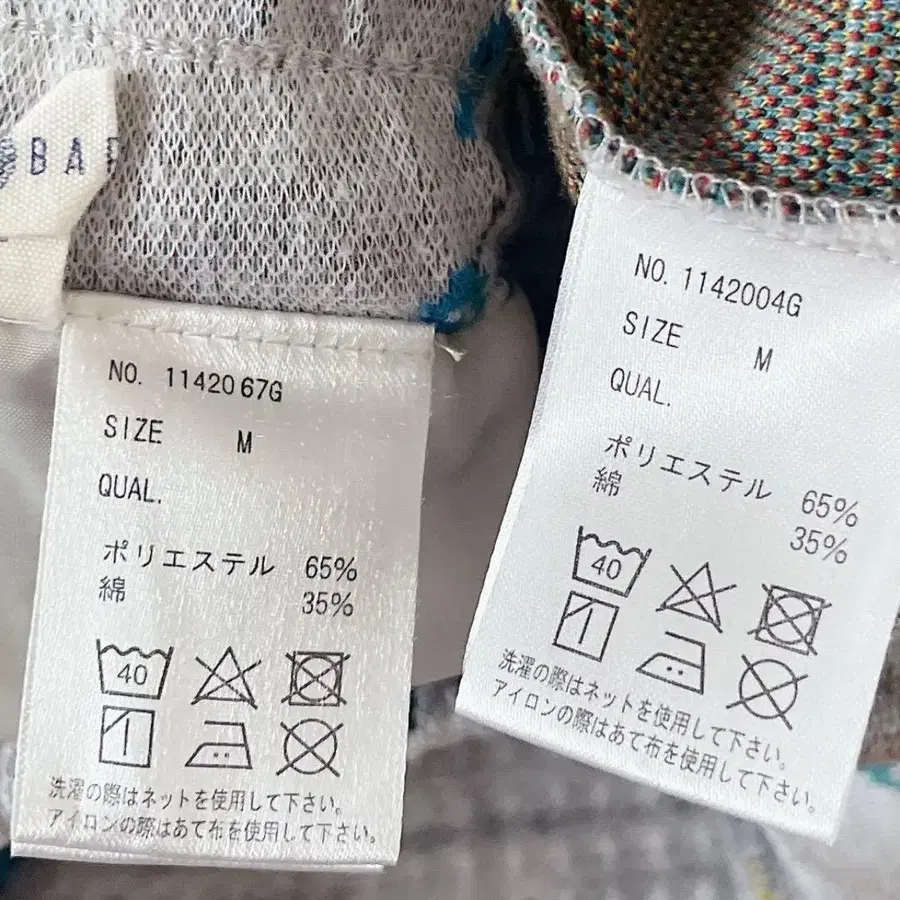 BAP
NO. 1142067G
SIZE M
QUAL.
ポリエステル 65%
綿 35%
40
洗濯の際はネットを使用して下さい。
アイロンの際はあて布を使用して下さい。
NO. 1142004G
SIZE M
QUAL.
ポリエステル 65%
綿 35%
40
洗濯の際はネットを使用して下さい。
アイロンの際はあて布を使用して下さい。